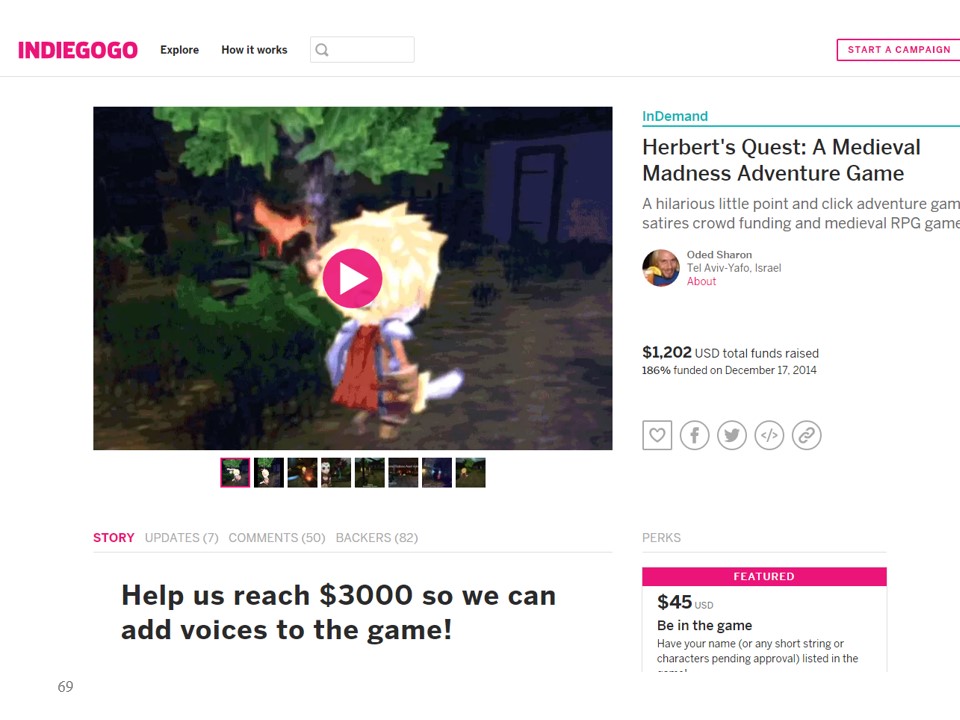 INDIEGOGO
Explore
How it works
START A CAMPAIGN
InDemand
Herbert's Quest: A Medieval
Madness Adventure Game
A hilarious little point and click adventure gam
satires crowd funding and medieval RPG game
Oded Sharon
Tel Aviv-Yafo, Israel
About
$1,202 USD total funds raised
186% funded on December 17, 2014
</>
STORY
UPDATES (7)
COMMENTS (50)
BACKERS (82)
Help us reach $3000 so we can
add voices to the game!
PERKS
FEATURED
$45 USD
Be in the game
Have your name (or any short string or
characters pending approval) listed in the
69